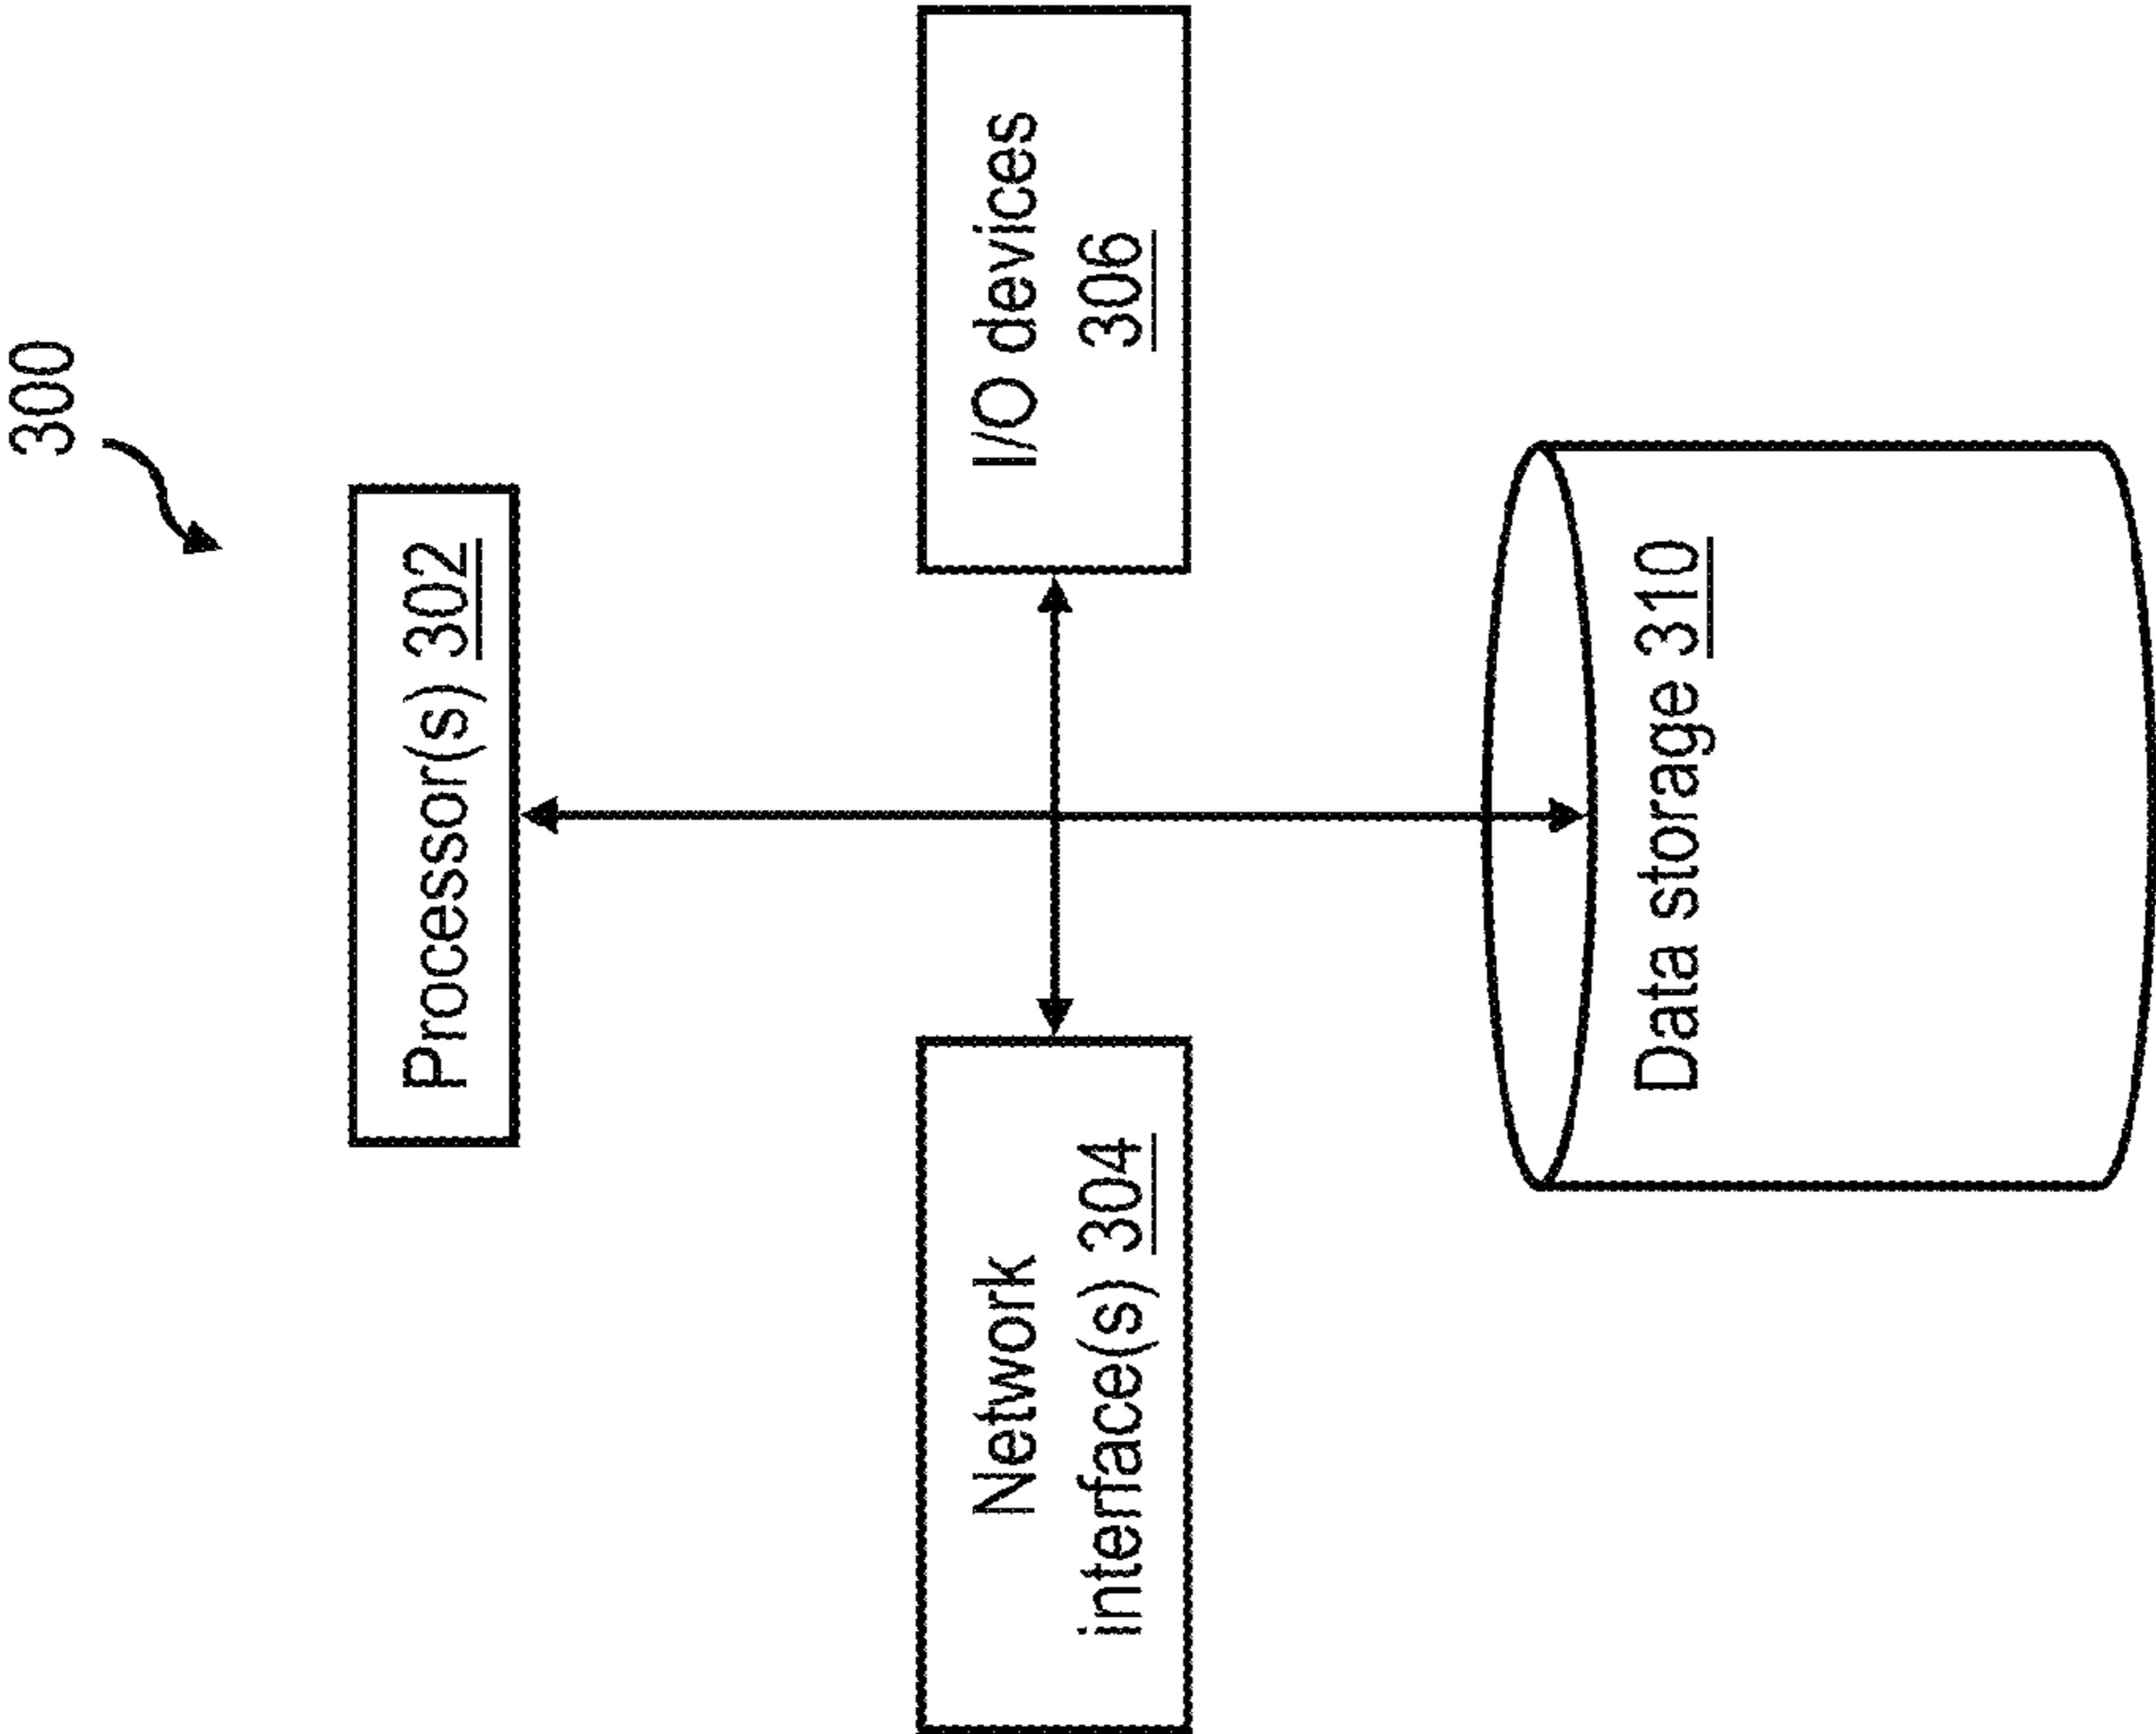 300
Processor(s) 302
Network
interface(s) 304
I/O devices
306
Data storage 310